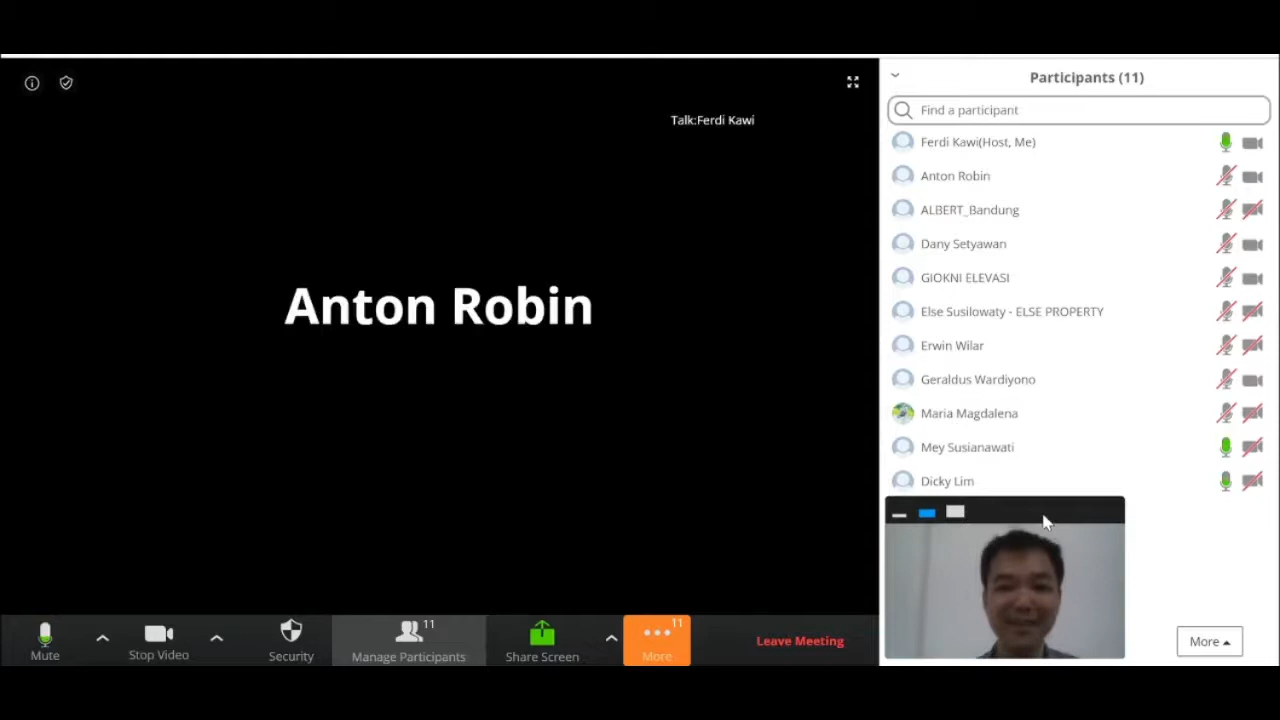 Participants (11)
Find a participant
Talk:Ferdi Kawi
Ferdi Kawi(Host, Me)
Anton Robin
ALBERT_Bandung
Dany Setyawan
GIOKNI ELEVASI
Anton Robin
Else Susilowaty - ELSE PROPERTY
Erwin Wilar
Geraldus Wardiyono
Maria Magdalena
Mey Susianawati
Dicky Lim
Mute
Stop Video
Security
11
Manage Participants
Share Screen
11
More
Leave Meeting
More